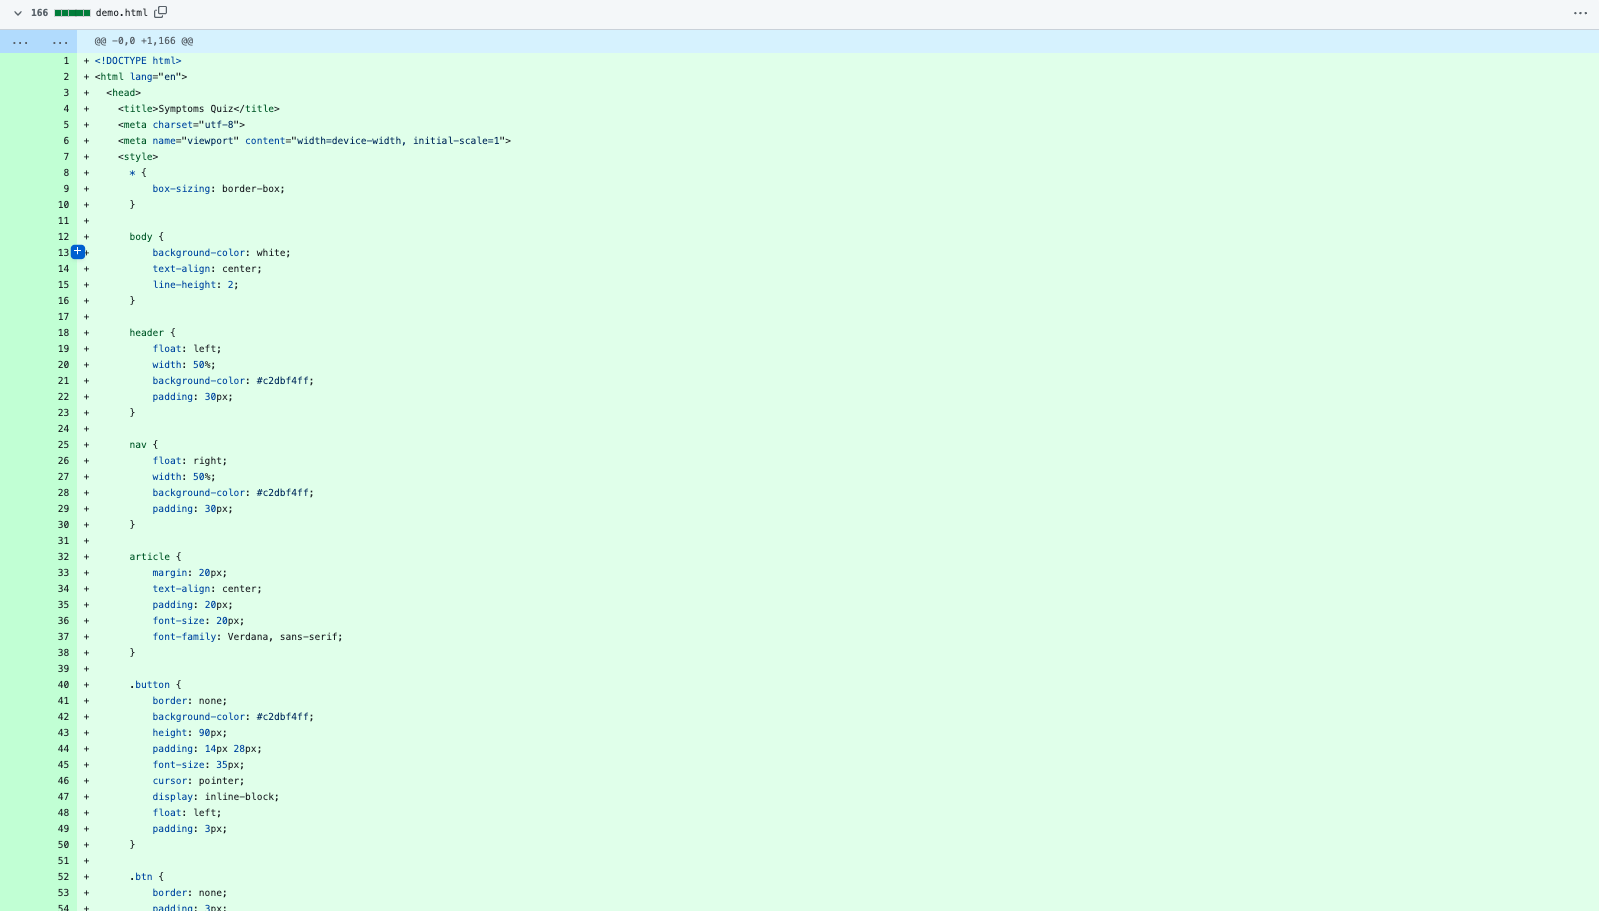 166 demo.html
... ... @@ -0,0 +1,166 @@
1 + <!DOCTYPE html>
2 + <html lang="en">
3 + <head>
4 + <title>Symptoms Quiz</title>
5 + <meta charset="utf-8">
6 + <meta name="viewport" content="width=device-width, initial-scale=1">
7 + <style>
8 + * {
9 + box-sizing: border-box;
10 + }
11 +
12 + body {
13 + background-color: white;
14 + text-align: center;
15 + line-height: 2;
16 + }
17 +
18 + header {
19 + float: left;
20 + width: 50%;
21 + background-color: #c2dbf4ff;
22 + padding: 30px;
23 + }
24 +
25 + nav {
26 + float: right;
27 + width: 50%;
28 + background-color: #c2dbf4ff;
29 + padding: 30px;
30 + }
31 +
32 + article {
33 + margin: 20px;
34 + text-align: center;
35 + padding: 20px;
36 + font-size: 20px;
37 + font-family: Verdana, sans-serif;
38 + }
39 +
40 + .button {
41 + border: none;
42 + background-color: #c2dbf4ff;
43 + height: 90px;
44 + padding: 14px 28px;
45 + font-size: 35px;
46 + cursor: pointer;
47 + display: inline-block;
48 + float: left;
49 + padding: 3px;
50 + }
51 +
52 + .btn {
53 + border: none;
54 + padding: 3px;